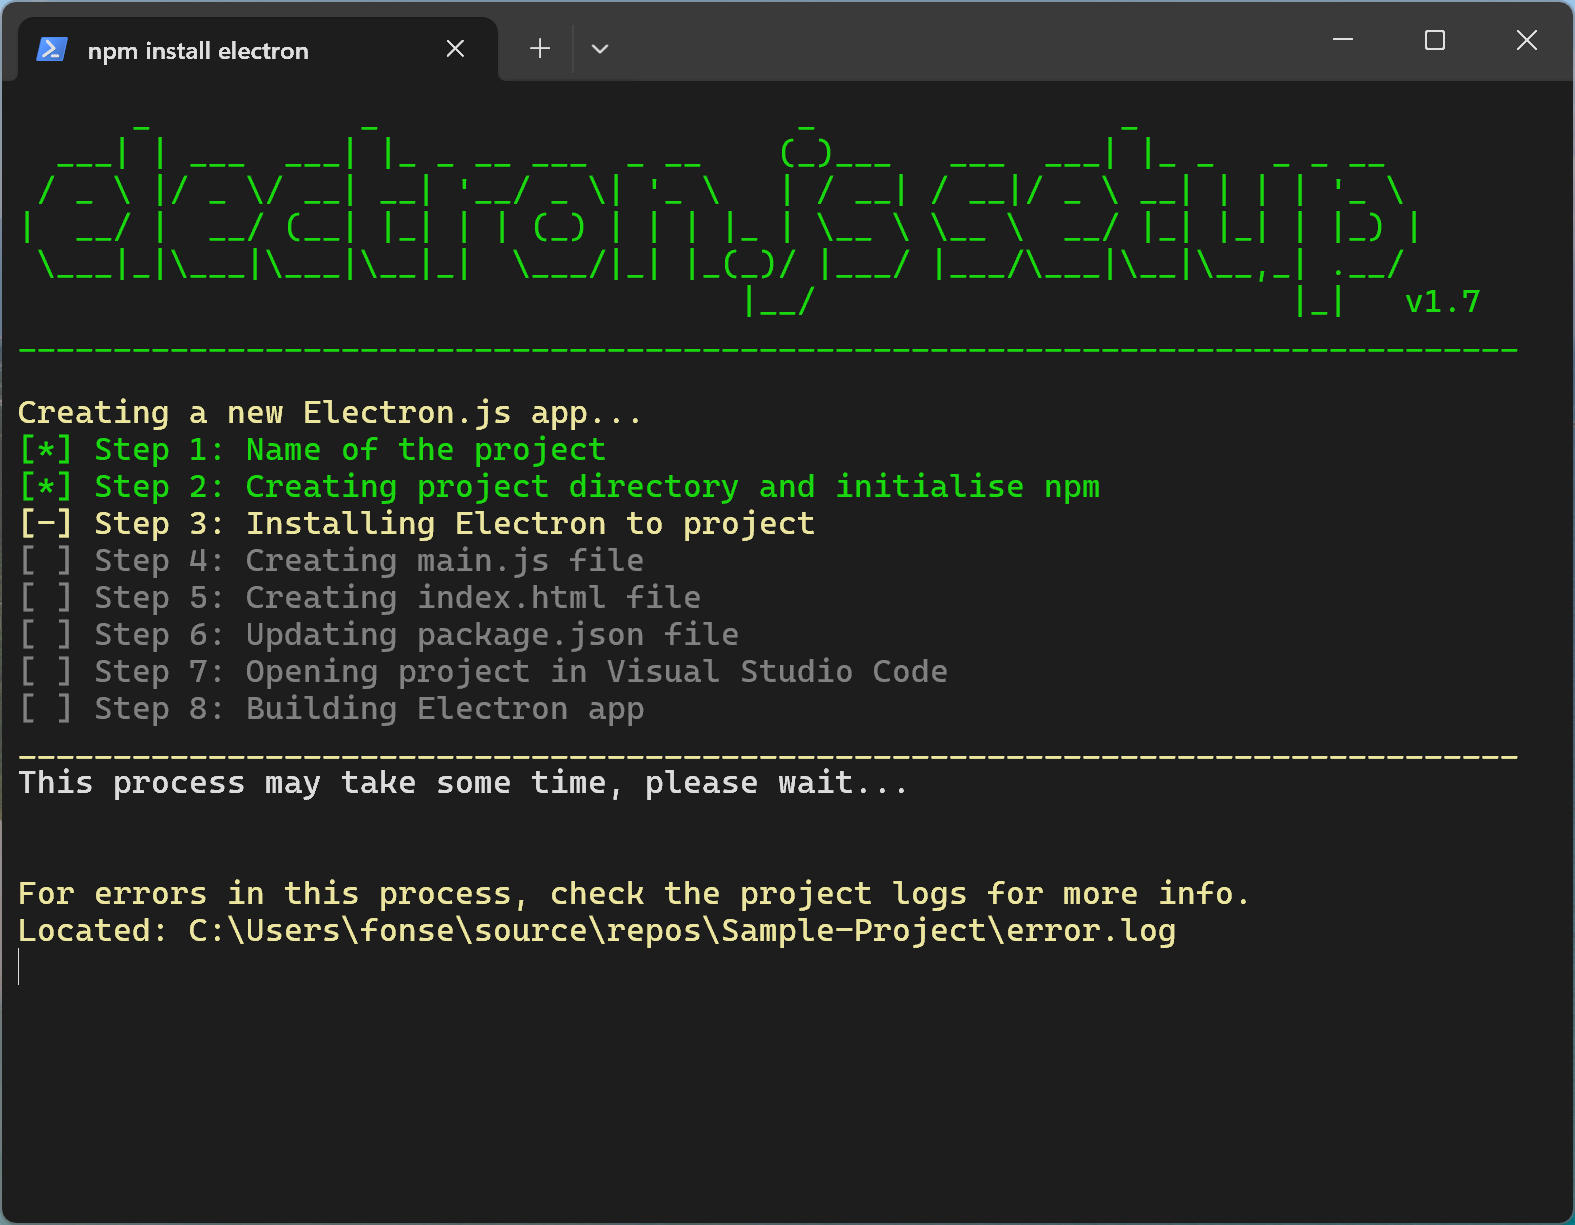 npm install electron
electron.js setup
v1.7
Creating a new Electron.js app...
[*] Step 1: Name of the project
[*] Step 2: Creating project directory and initialise npm
[-] Step 3: Installing Electron to project
[ ] Step 4: Creating main.js file
[ ] Step 5: Creating index.html file
[ ] Step 6: Updating package.json file
[ ] Step 7: Opening project in Visual Studio Code
[ ] Step 8: Building Electron app
This process may take some time, please wait...
For errors in this process, check the project logs for more info.
Located: C:\Users\fonse\source\repos\Sample-Project\error.log